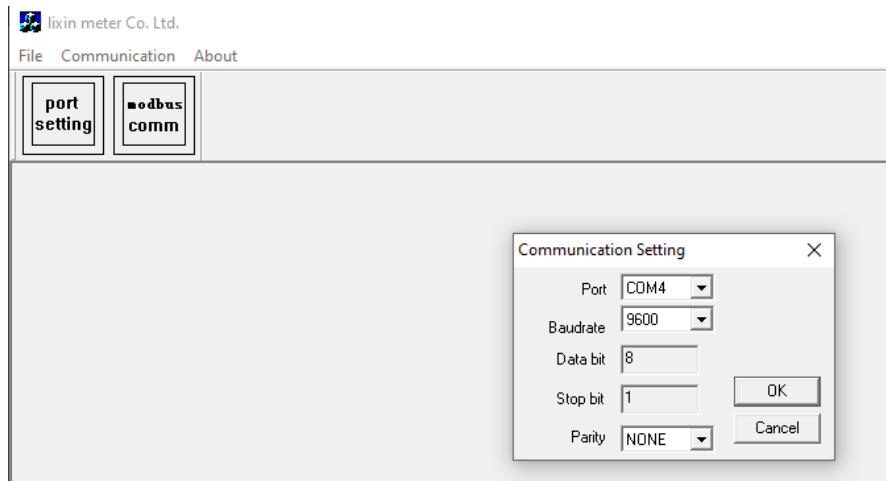 lixin meter Co. Ltd.
File Communication About
port
setting
modbus
comm
Communication Setting
Port COM4
Baudrate 9600
Data bit 8
Stop bit 1
OK
Parity NONE
Cancel